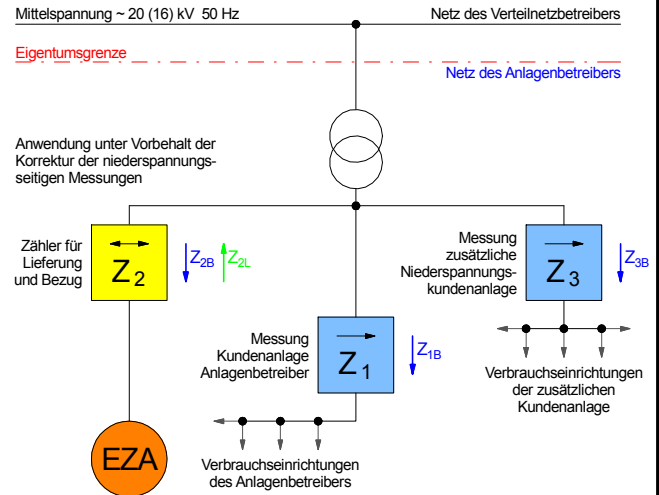 Mittelspannung ~ 20 (16) kV 50 Hz
Netz des Verteilnetzbetreibers
Eigentumsgrenze
Netz des Anlagenbetreibers
Anwendung unter Vorbehalt der
Korrektur der niederspannungs-
seitigen Messungen
Zähler für
Lieferung
und Bezug
Z2
Z2B
Z2L
Messung
zusätzliche
Niederspannungs-
kundenanlage
Z3
Z3B
Messung
Kundenanlage
Anlagenbetreiber
Z1
Z1B
Verbrauchseinrichtungen
der zusätzlichen
Kundenanlage
EZA
Verbrauchseinrichtungen
des Anlagenbetreibers